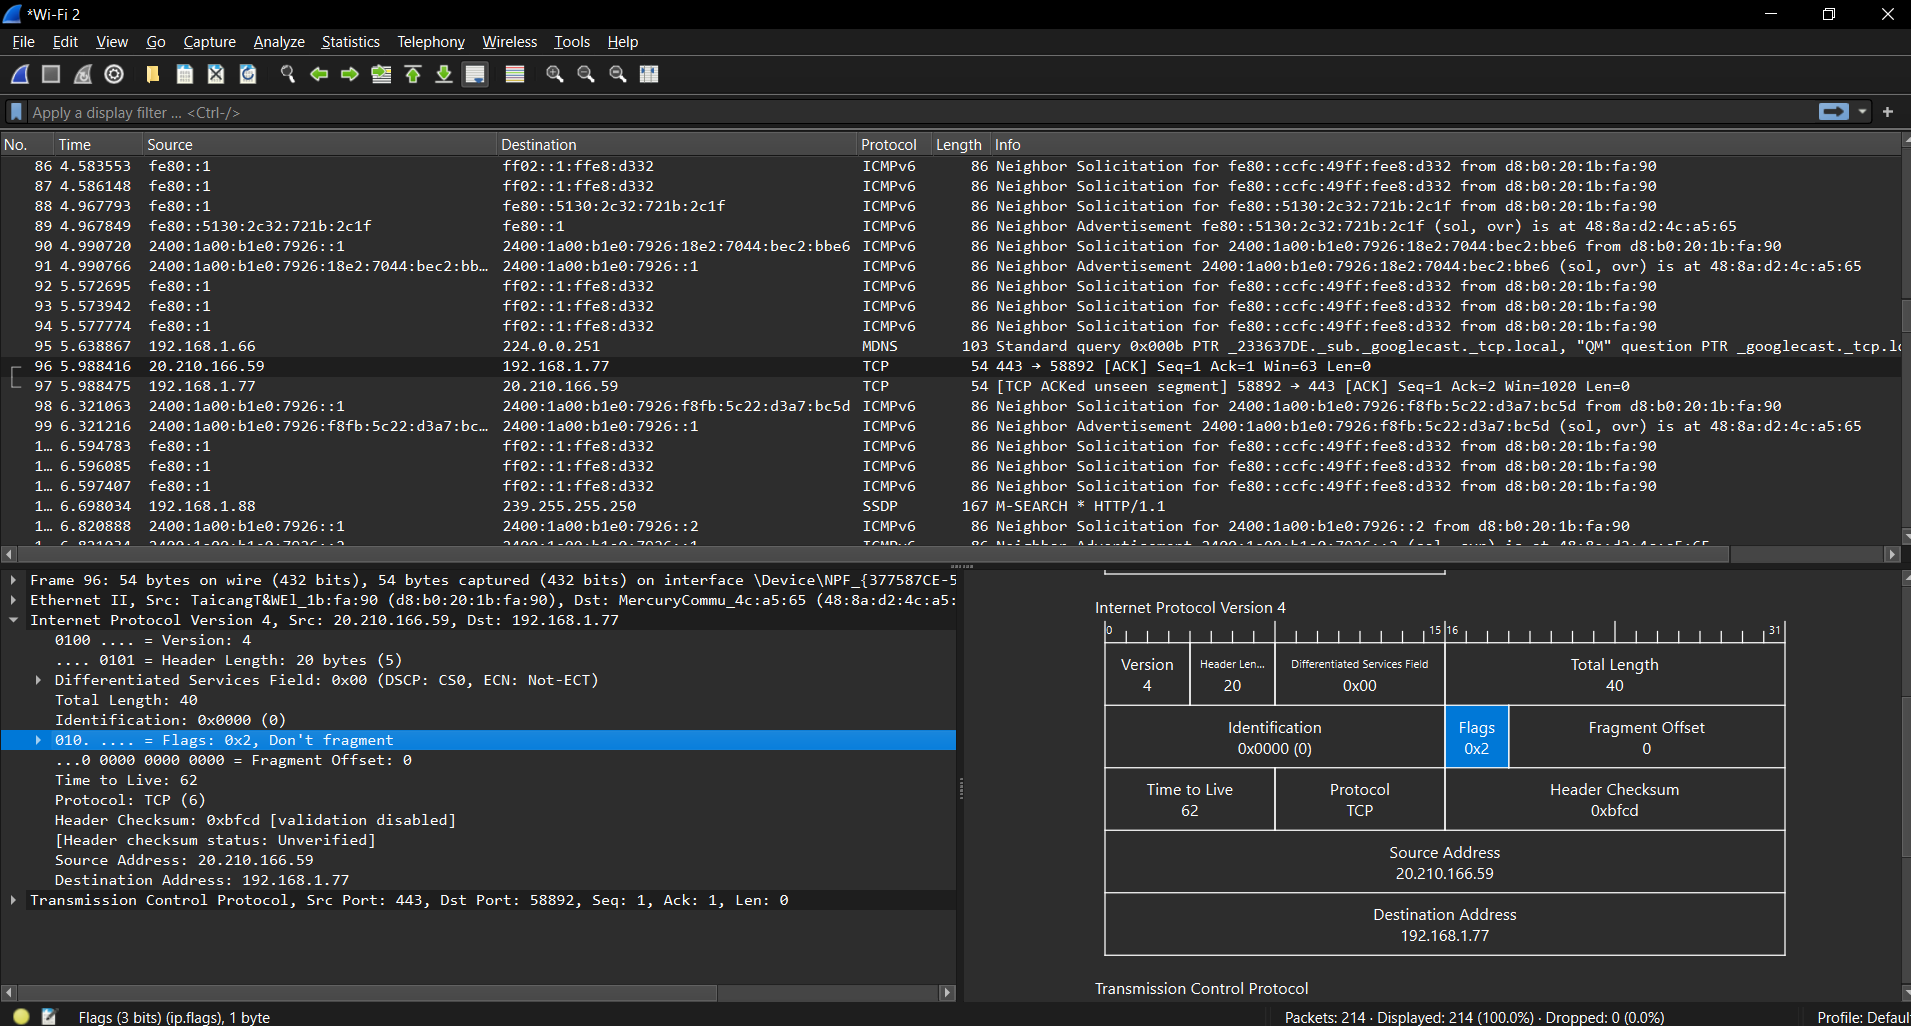 *Wi-Fi 2
File Edit View Go Capture Analyze Statistics Telephony Wireless Tools Help
Apply a display filter ... <Ctrl-/>
No. Time Source Destination Protocol Length Info
86 4.583553 fe80::1 ff02::1:ffe8:d332 ICMPv6 86 Neighbor Solicitation for fe80::ccfc:49ff:fee8:d332 from d8:b0:20:1b:fa:90
87 4.586148 fe80::1 ff02::1:ffe8:d332 ICMPv6 86 Neighbor Solicitation for fe80::ccfc:49ff:fee8:d332 from d8:b0:20:1b:fa:90
88 4.967793 fe80::1 fe80::5130:2c32:721b:2c1f ICMPv6 86 Neighbor Solicitation for fe80::5130:2c32:721b:2c1f from d8:b0:20:1b:fa:90
89 4.967849 fe80::5130:2c32:721b:2c1f fe80::1 ICMPv6 86 Neighbor Advertisement fe80::5130:2c32:721b:2c1f (sol, ovr) is at 48:8a:d2:4c:a5:65
90 4.990720 2400:1a00:b1e0:7926::1 2400:1a00:b1e0:7926:18e2:7044:bec2:bbe6 ICMPv6 86 Neighbor Solicitation for 2400:1a00:b1e0:7926:18e2:7044:bec2:bbe6 from d8:b0:20:1b:fa:90
91 4.990766 2400:1a00:b1e0:7926:18e2:7044:bec2:bb… 2400:1a00:b1e0:7926::1 ICMPv6 86 Neighbor Advertisement 2400:1a00:b1e0:7926:18e2:7044:bec2:bbe6 (sol, ovr) is at 48:8a:d2:4c:a5:65
92 5.572695 fe80::1 ff02::1:ffe8:d332 ICMPv6 86 Neighbor Solicitation for fe80::ccfc:49ff:fee8:d332 from d8:b0:20:1b:fa:90
93 5.573942 fe80::1 ff02::1:ffe8:d332 ICMPv6 86 Neighbor Solicitation for fe80::ccfc:49ff:fee8:d332 from d8:b0:20:1b:fa:90
94 5.577774 fe80::1 ff02::1:ffe8:d332 ICMPv6 86 Neighbor Solicitation for fe80::ccfc:49ff:fee8:d332 from d8:b0:20:1b:fa:90
95 5.638867 192.168.1.66 224.0.0.251 MDNS 103 Standard query 0x000b PTR _233637DE._sub._googlecast._tcp.local, "QM" question PTR _googlecast._tcp.lo
96 5.988416 20.210.166.59 192.168.1.77 TCP 54 443 → 58892 [ACK] Seq=1 Ack=1 Win=63 Len=0
97 5.988475 192.168.1.77 20.210.166.59 TCP 54 [TCP ACKed unseen segment] 58892 → 443 [ACK] Seq=1 Ack=2 Win=1020 Len=0
98 6.321063 2400:1a00:b1e0:7926::1 2400:1a00:b1e0:7926:f8fb:5c22:d3a7:bc5d ICMPv6 86 Neighbor Solicitation for 2400:1a00:b1e0:7926:f8fb:5c22:d3a7:bc5d from d8:b0:20:1b:fa:90
99 6.321216 2400:1a00:b1e0:7926:f8fb:5c22:d3a7:bc… 2400:1a00:b1e0:7926::1 ICMPv6 86 Neighbor Advertisement 2400:1a00:b1e0:7926:f8fb:5c22:d3a7:bc5d (sol, ovr) is at 48:8a:d2:4c:a5:65
1… 6.594783 fe80::1 ff02::1:ffe8:d332 ICMPv6 86 Neighbor Solicitation for fe80::ccfc:49ff:fee8:d332 from d8:b0:20:1b:fa:90
1… 6.596085 fe80::1 ff02::1:ffe8:d332 ICMPv6 86 Neighbor Solicitation for fe80::ccfc:49ff:fee8:d332 from d8:b0:20:1b:fa:90
1… 6.597407 fe80::1 ff02::1:ffe8:d332 ICMPv6 86 Neighbor Solicitation for fe80::ccfc:49ff:fee8:d332 from d8:b0:20:1b:fa:90
1… 6.698034 192.168.1.88 239.255.255.250 SSDP 167 M-SEARCH * HTTP/1.1
1… 6.820888 2400:1a00:b1e0:7926::1 2400:1a00:b1e0:7926::2 ICMPv6 86 Neighbor Solicitation for 2400:1a00:b1e0:7926::2 from d8:b0:20:1b:fa:90
Frame 96: 54 bytes on wire (432 bits), 54 bytes captured (432 bits) on interface \Device\NPF_{377587CE-5
Ethernet II, Src: TaicangT&WEl_1b:fa:90 (d8:b0:20:1b:fa:90), Dst: MercuryCommu_4c:a5:65 (48:8a:d2:4c:a5:
Internet Protocol Version 4, Src: 20.210.166.59, Dst: 192.168.1.77
0100 .... = Version: 4
.... 0101 = Header Length: 20 bytes (5)
Differentiated Services Field: 0x00 (DSCP: CS0, ECN: Not-ECT)
Total Length: 40
Identification: 0x0000 (0)
010. .... = Flags: 0x2, Don't fragment
...0 0000 0000 0000 = Fragment Offset: 0
Time to Live: 62
Protocol: TCP (6)
Header Checksum: 0xbfcd [validation disabled]
[Header checksum status: Unverified]
Source Address: 20.210.166.59
Destination Address: 192.168.1.77
Transmission Control Protocol, Src Port: 443, Dst Port: 58892, Seq: 1, Ack: 1, Len: 0
Internet Protocol Version 4
0 15 16 31
Version Header Len... Differentiated Services Field Total Length
4 20 0x00 40
Identification Flags Fragment Offset
0x0000 (0) 0x2 0
Time to Live Protocol Header Checksum
62 TCP 0xbfcd
Source Address
20.210.166.59
Destination Address
192.168.1.77
Transmission Control Protocol
Flags (3 bits) (ip.flags), 1 byte
Packets: 214 · Displayed: 214 (100.0%) · Dropped: 0 (0.0%)
Profile: Defaul